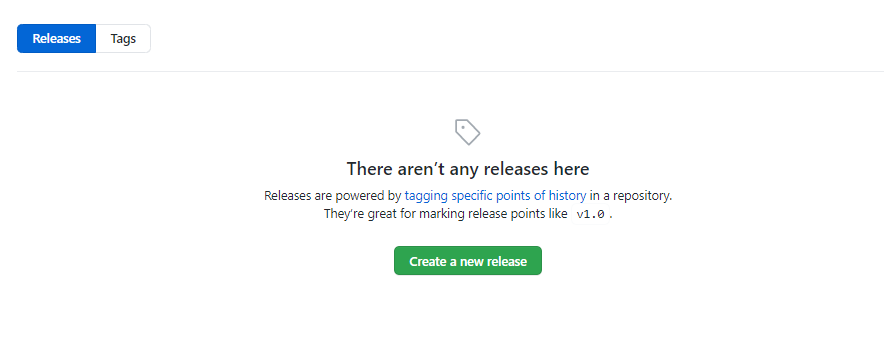 Releases Tags
There aren’t any releases here
Releases are powered by tagging specific points of history in a repository.
They’re great for marking release points like v1.0 .
Create a new release